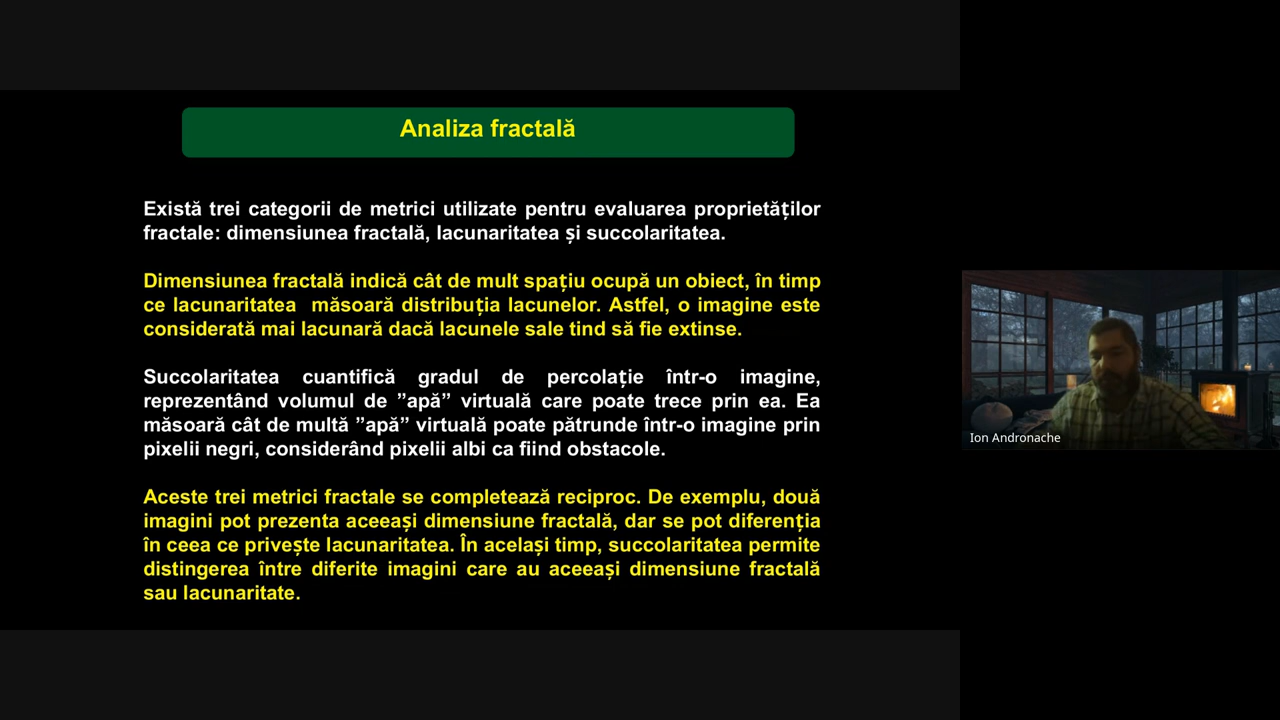 Analiza fractală
Există trei categorii de metrici utilizate pentru evaluarea proprietăților
fractale: dimensiunea fractală, lacunaritatea și succolaritatea.
Dimensiunea fractală indică cât de mult spațiu ocupă un obiect, în timp
ce lacunaritatea măsoară distribuția lacunelor. Astfel, o imagine este
considerată mai lacunară dacă lacunele sale tind să fie extinse.
Succolaritatea cuantifică gradul de percolație într-o imagine,
reprezentând volumul de ”apă” virtuală care poate trece prin ea. Ea
măsoară cât de multă ”apă” virtuală poate pătrunde într-o imagine prin
pixelii negri, considerând pixelii albi ca fiind obstacole.
Aceste trei metrici fractale se completează reciproc. De exemplu, două
imagini pot prezenta aceeași dimensiune fractală, dar se pot diferenția
în ceea ce privește lacunaritatea. În același timp, succolaritatea permite
distingerea între diferite imagini care au aceeași dimensiune fractală
sau lacunaritate.
Ion Andronache